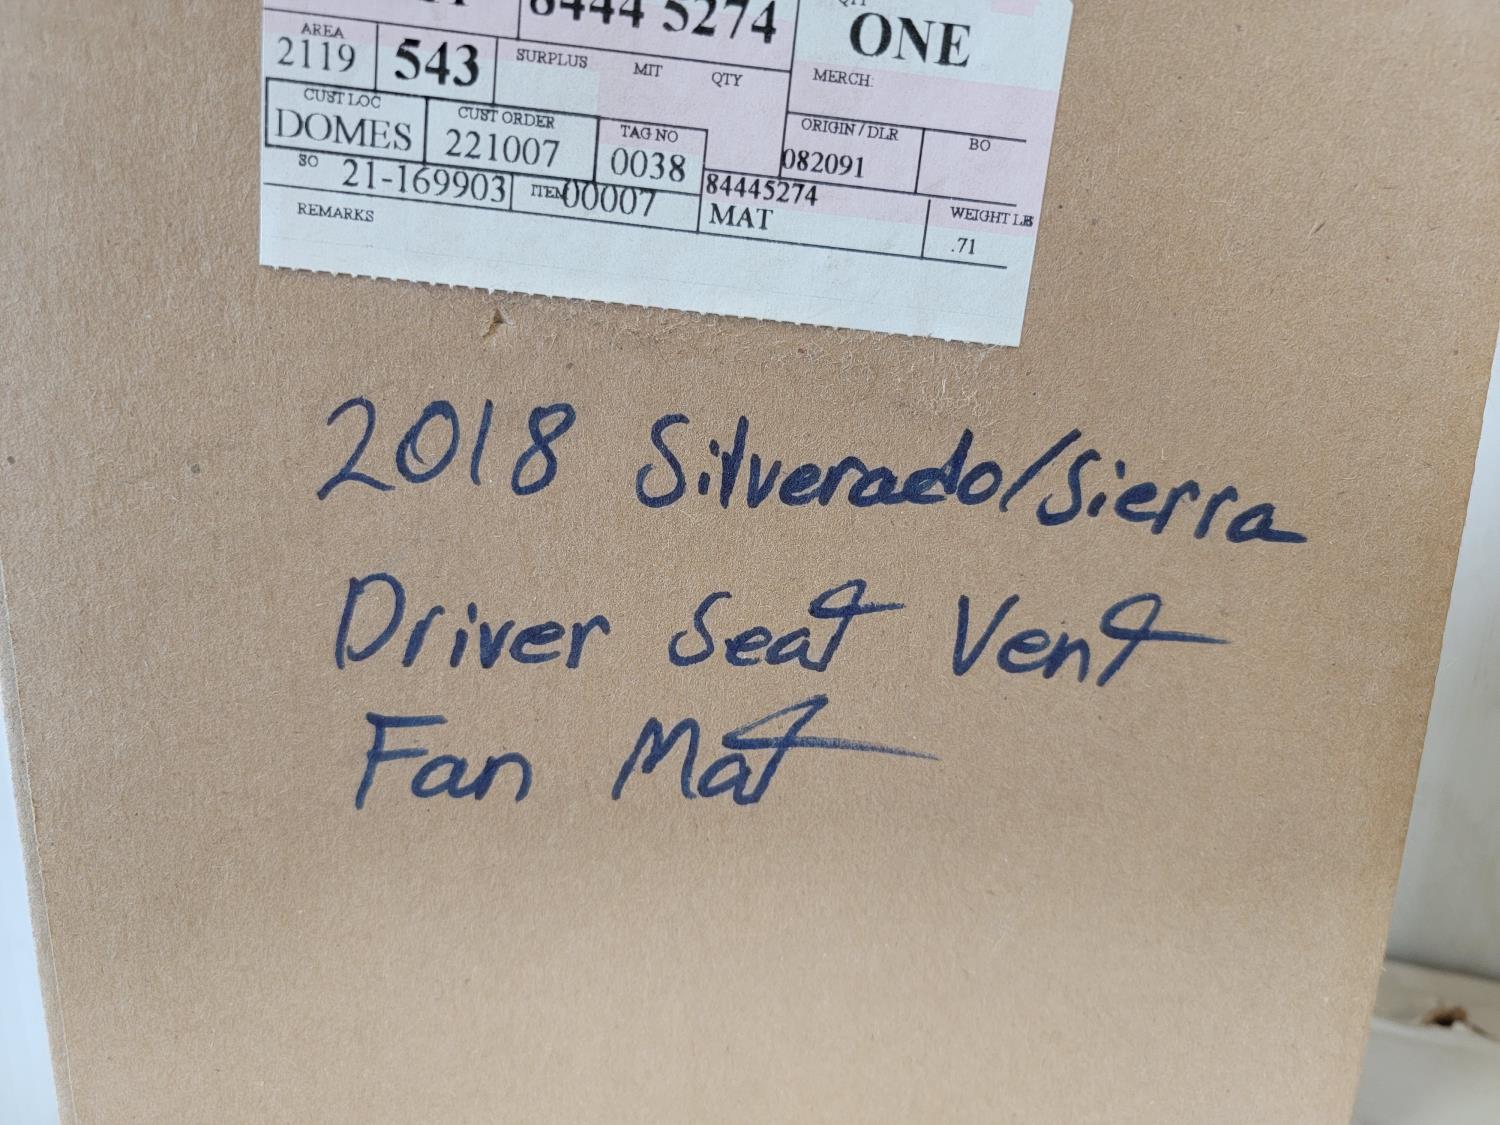 8444 5274
ONE
AREA
2119
543
SURPLUS
MIT
QTY
MERCH:
CUST LOC
DOMES
CUST ORDER
221007
TAG NO
0038
ORIGIN / DLR
082091
BO
SO 21-169903
ITEM 00007
84445274
MAT
WEIGHT LB
.71
REMARKS
2018 Silverado/Sierra
Driver Seat Vent
Fan Mat